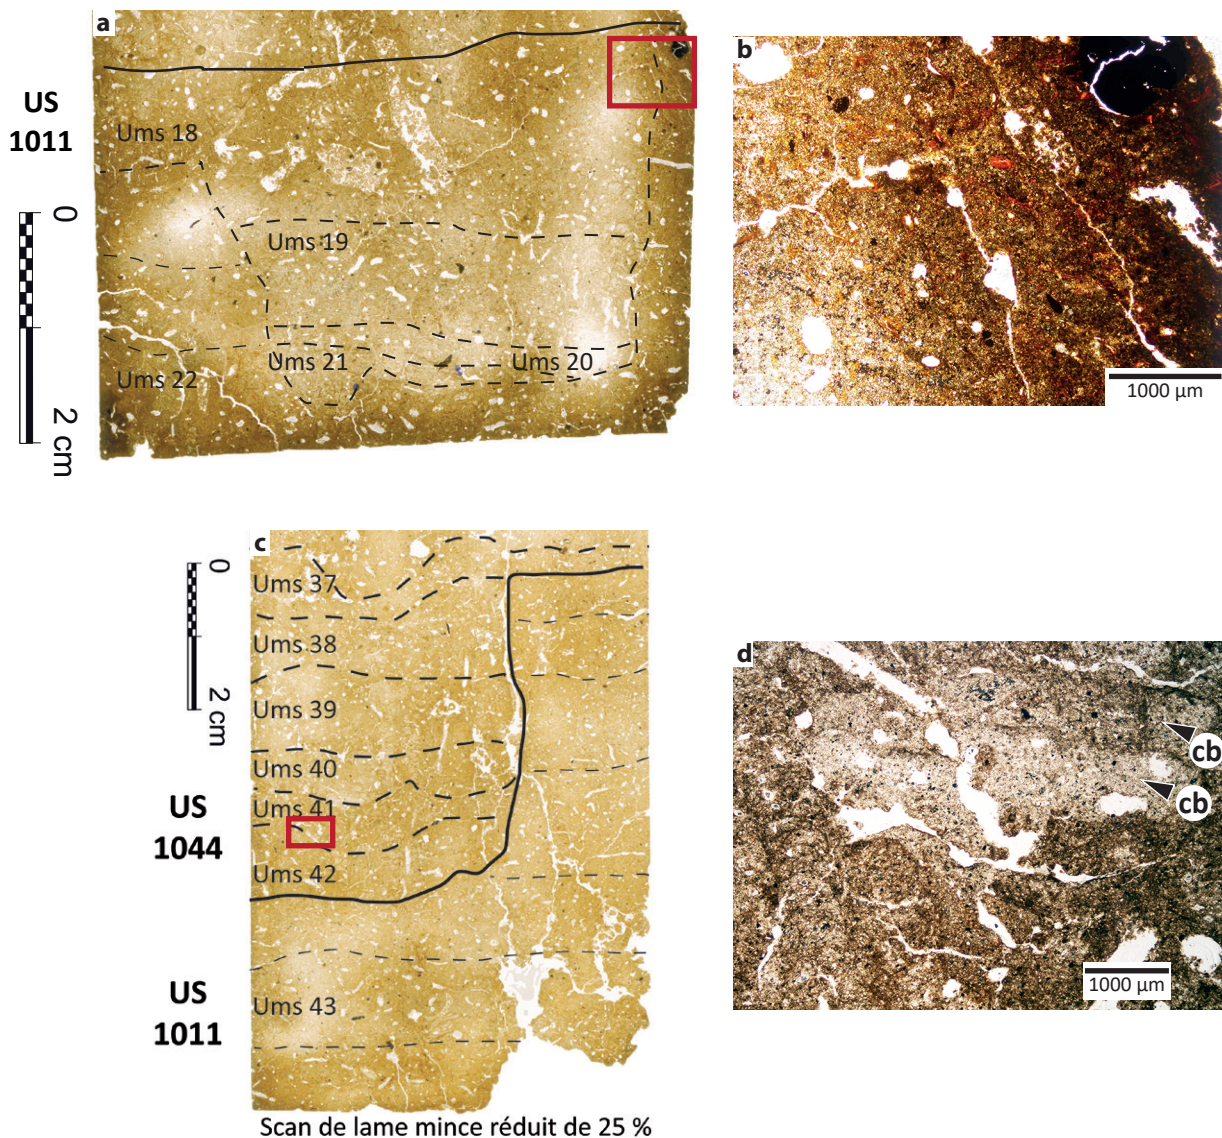 a
US
1011
Ums 18
Ums 19
Ums 21
Ums 20
Ums 22
0
2 cm
b
1000 µm
c
0
2 cm
Ums 37
Ums 38
Ums 39
Ums 40
Ums 41
Ums 42
US
1044
Ums 43
US
1011
Scan de lame mince réduit de 25 %
d
cb
cb
1000 µm